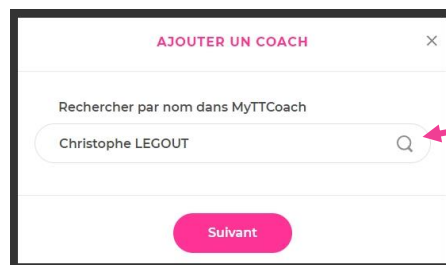 AJOUTER UN COACH
Rechercher par nom dans MyTTCoach
Christophe LEGOUT
Suivant